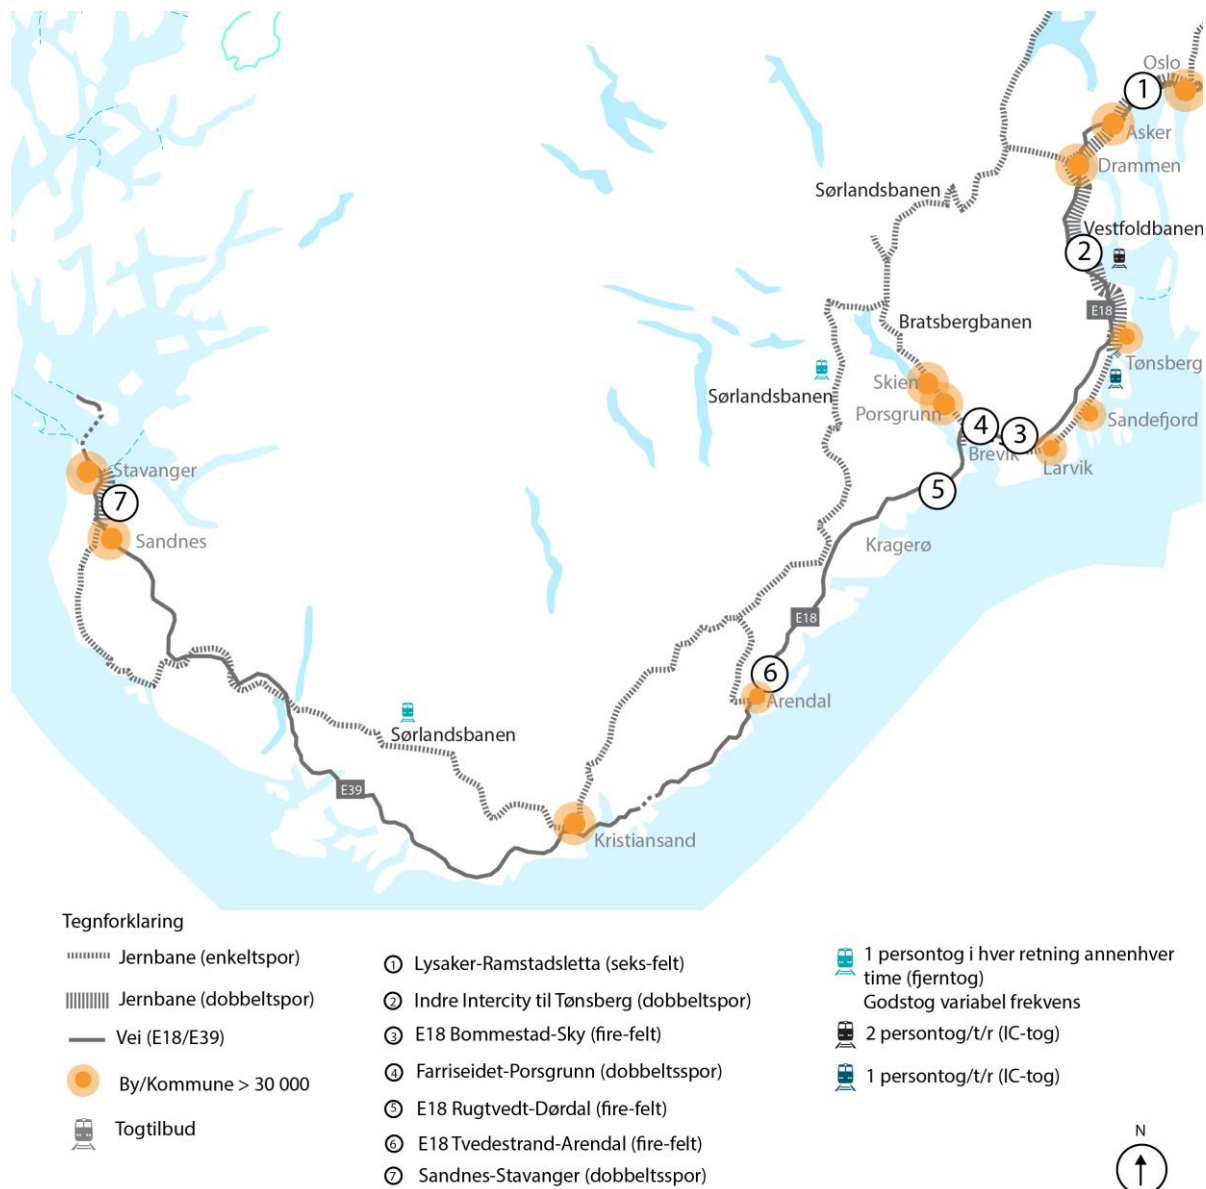 Oslo
1
Asker
Drammen
Sørlandsbanen
Vestfoldbanen
2
E18
Bratsbergbanen
Tønsberg
Skien
Sørlandsbanen
Porsgrunn
Sandefjord
4
3
Brevik
Larvik
Stavanger
7
5
Sandnes
Kragerø
E18
6
Arendal
Sørlandsbanen
E39
Kristiansand
Tegnforklaring
Jernbane (enkeltspor)
Jernbane (dobbeltspor)
Vei (E18/E39)
By/Kommune > 30 000
Togtilbud
1 Lysaker-Ramstadsletta (seks-felt)
2 Indre Intercity til Tønsberg (dobbeltspor)
3 E18 Bommestad-Sky (fire-felt)
4 Farriseidet-Porsgrunn (dobbeltsspor)
5 E18 Rugtvedt-Dørdal (fire-felt)
6 E18 Tvedestrand-Arendal (fire-felt)
7 Sandnes-Stavanger (dobbeltsspor)
1 persontog i hver retning annenhver
time (fjerntog)
Godstog variabel frekvens
2 persontog/t/r (IC-tog)
1 persontog/t/r (IC-tog)
N